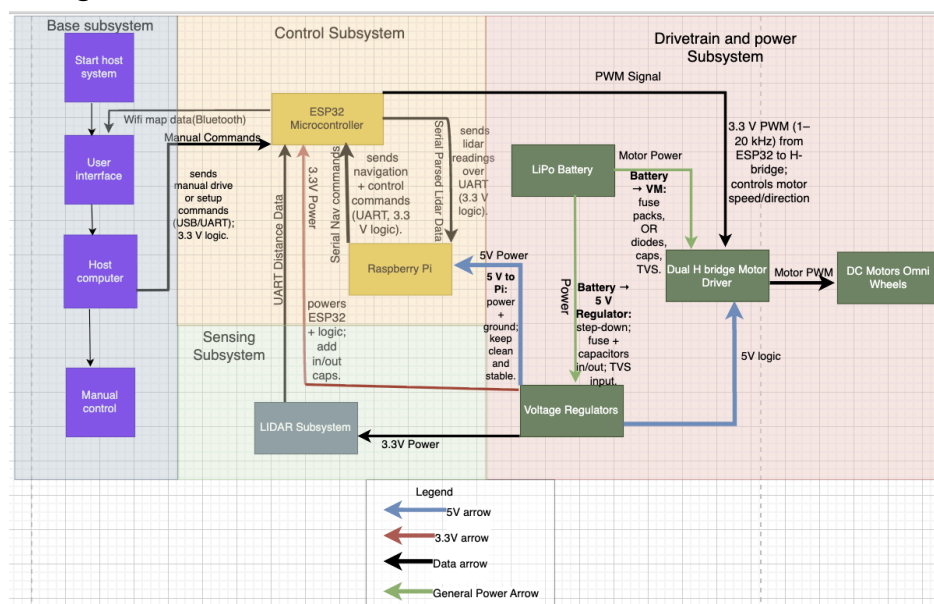 Base subsystem
Control Subsystem
Drivetrain and power
Subsystem
Start host
system
User
interrface
Host
computer
Manual
control
Wifi map data(Bluetooth)
Manual Commands
sends
manual drive
or setup
commands
(USB/UART);
3.3 V logic.
ESP32
Microcontroller
PWM Signal
UART Distance Data
3.3V Power
Serial Nav commands
sends
navigation
+ control
commands
(UART, 3.3
V logic).
Serial Parsed Lidar Data
sends
lidar
readings
over
UART (3.3
V logic).
Raspberry Pi
powers
ESP32
+ logic;
add
in/out
caps.
Sensing
Subsystem
LIDAR Subsystem
3.3V Power
5V Power
5 V to
Pi:
power
+
ground;
keep
clean
and
stable.
LiPo Battery
Motor Power
Battery
→ VM:
fuse
packs,
OR
diodes,
caps,
TVS.
Power
Battery → 5 V
Regulator:
step-down;
fuse +
capacitors
in/out; TVS
input.
Voltage Regulators
3.3 V PWM (1–
20 kHz) from
ESP32 to H-
bridge;
controls motor
speed/direction
Dual H bridge Motor
Driver
Motor PWM
DC Motors Omni
Wheels
5V logic
Legend
5V arrow
3.3V arrow
Data arrow
General Power Arrow